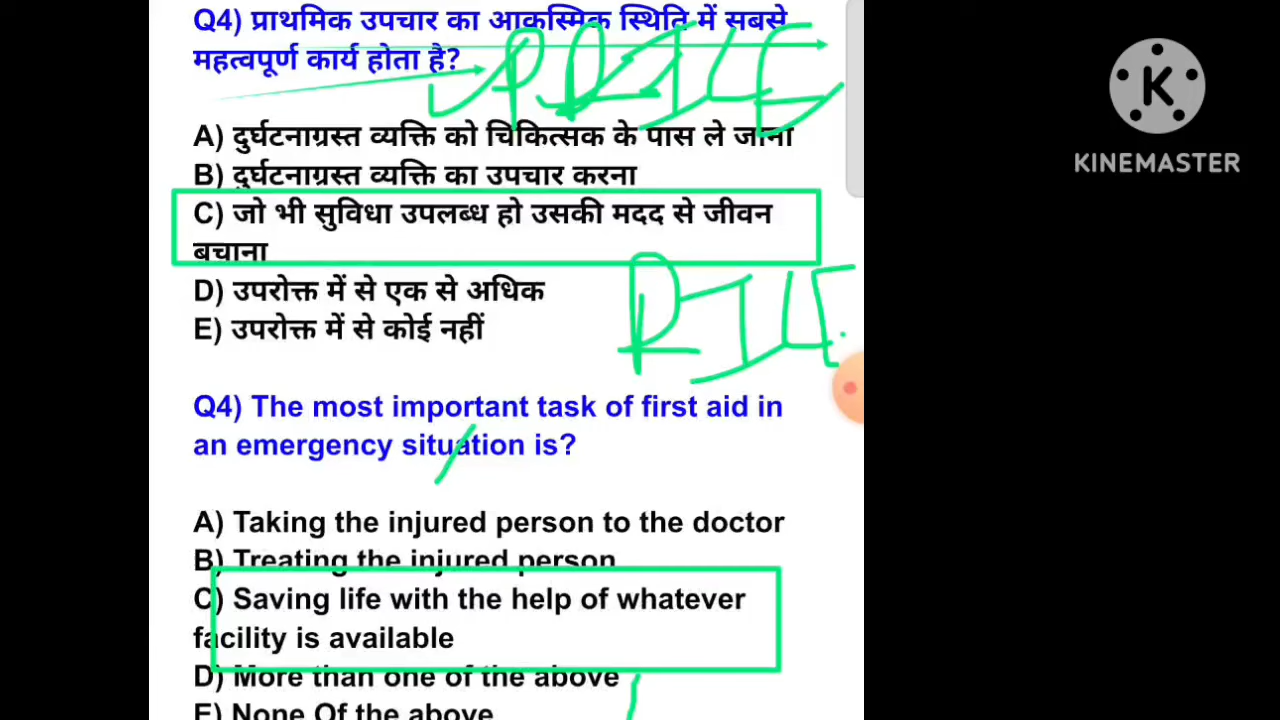 Q4) प्राथमिक उपचार का आकस्मिक स्थिति में सबसे
महत्वपूर्ण कार्य होता है?
PRICE
A) दुर्घटनाग्रस्त व्यक्ति को चिकित्सक के पास ले जाना
B) दुर्घटनाग्रस्त व्यक्ति का उपचार करना
C) जो भी सुविधा उपलब्ध हो उसकी मदद से जीवन
बचाना
D) उपरोक्त में से एक से अधिक
E) उपरोक्त में से कोई नहीं
RICE
Q4) The most important task of first aid in
an emergency situation is?
A) Taking the injured person to the doctor
B) Treating the injured person
C) Saving life with the help of whatever
facility is available
D) More than one of the above
E) None Of the above
K
KINEMASTER